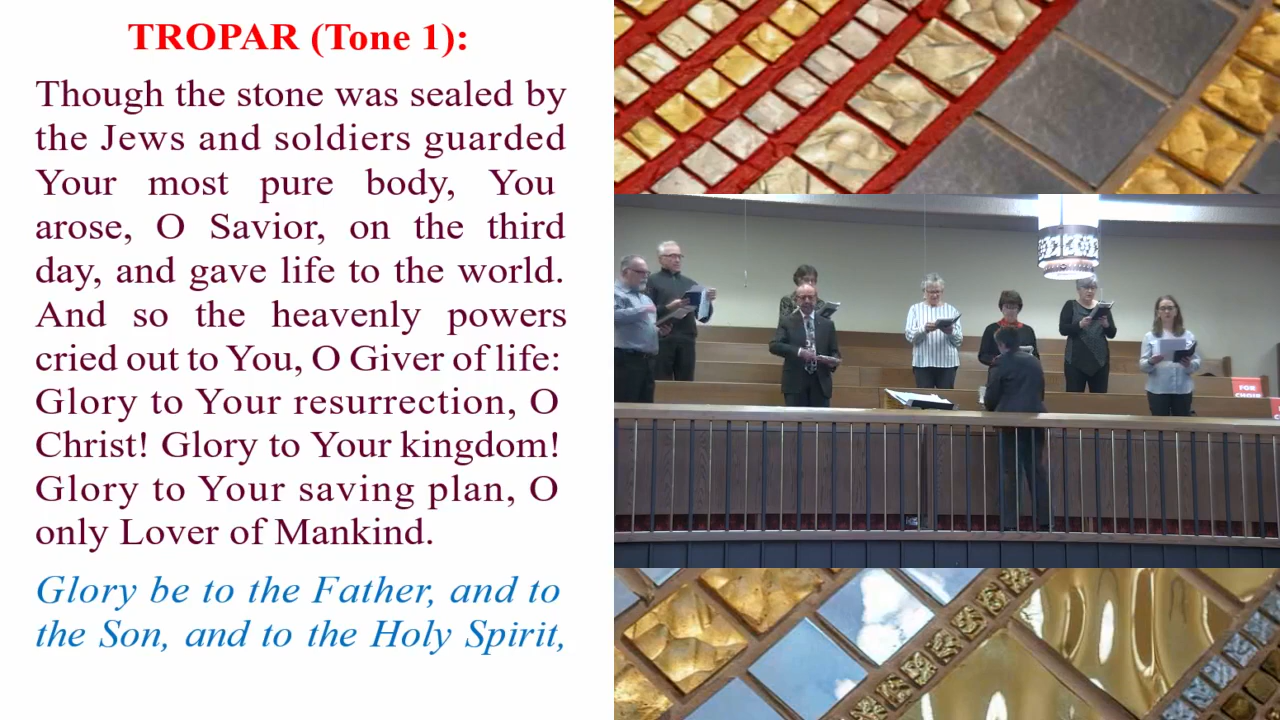 TROPAR (Tone 1):
Though the stone was sealed by
the Jews and soldiers guarded
Your most pure body, You
arose, O Savior, on the third
day, and gave life to the world.
And so the heavenly powers
cried out to You, O Giver of life:
Glory to Your resurrection, O
Christ! Glory to Your kingdom!
Glory to Your saving plan, O
only Lover of Mankind.
Glory be to the Father, and to
the Son, and to the Holy Spirit,
FOR
CHOIR